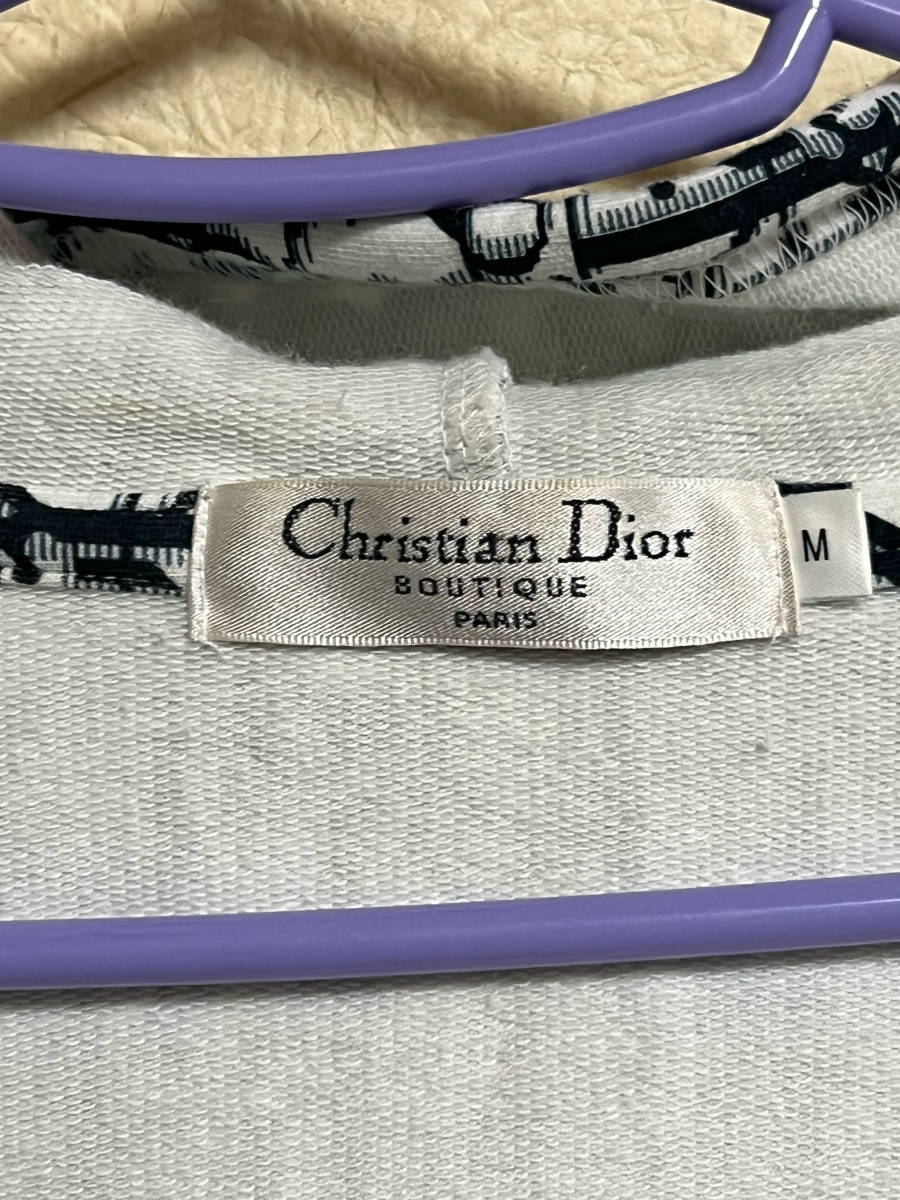 Christian Dior
BOUTIQUE
PARIS
M